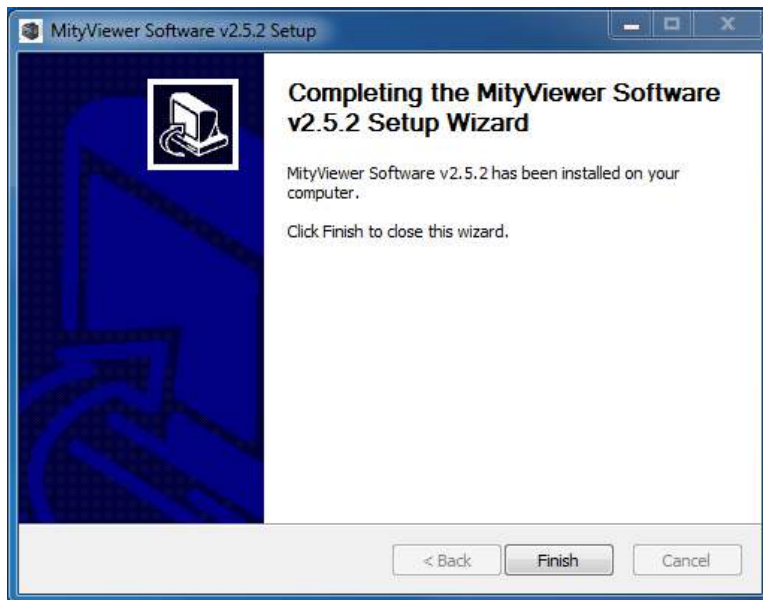 MityViewer Software v2.5.2 Setup
Completing the MityViewer Software
v2.5.2 Setup Wizard
MityViewer Software v2.5.2 has been installed on your
computer.
Click Finish to close this wizard.
< Back Finish Cancel